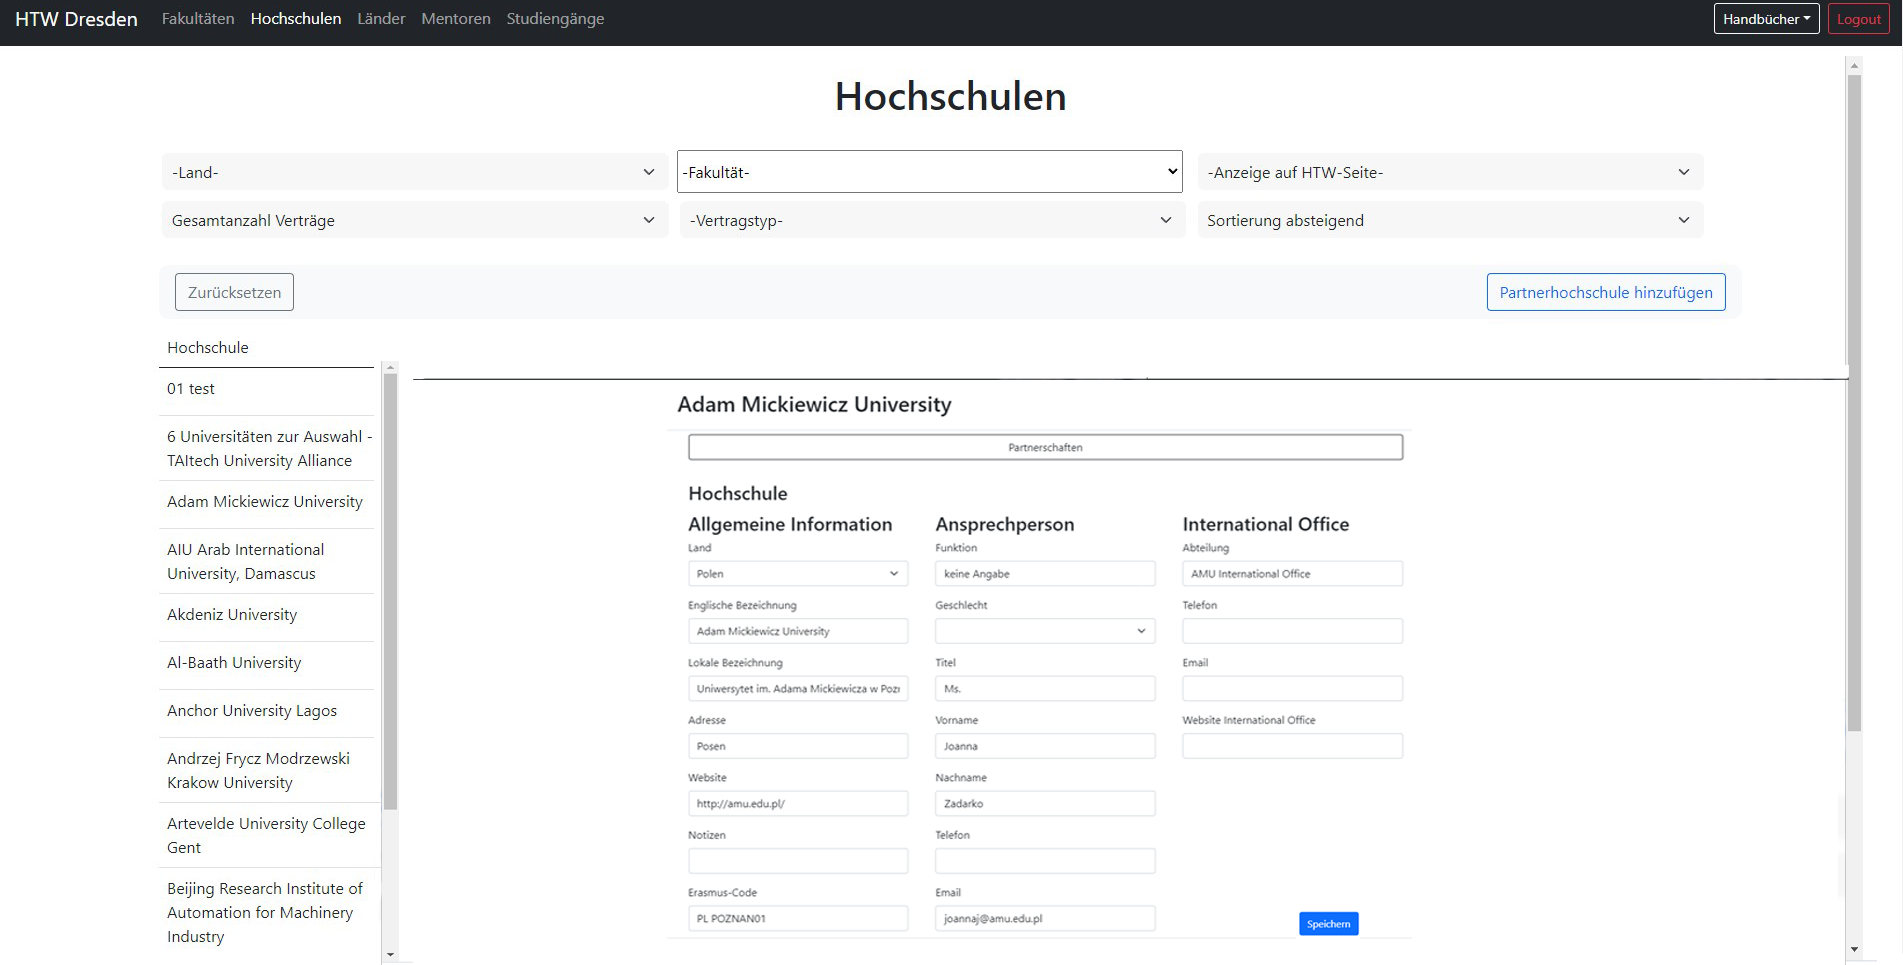 HTW Dresden Fakultäten Hochschulen Länder Mentoren Studiengänge Handbücher Logout
Hochschulen
-Land- -Fakultät- -Anzeige auf HTW-Seite-
Gesamtanzahl Verträge -Vertragstyp- Sortierung absteigend
Zurücksetzen Partnerhochschule hinzufügen
Hochschule
01 test
6 Universitäten zur Auswahl -
TAItech University Alliance
Adam Mickiewicz University
AIU Arab International
University, Damascus
Akdeniz University
Al-Baath University
Anchor University Lagos
Andrzej Frycz Modrzewski
Krakow University
Artevelde University College
Gent
Beijing Research Institute of
Automation for Machinery
Industry
Adam Mickiewicz University
Partnerschaften
Hochschule
Allgemeine Information
Land
Polen
Englische Bezeichnung
Adam Mickiewicz University
Lokale Bezeichnung
Uniwersytet im. Adama Mickiewicza w Pozr
Adresse
Posen
Website
http://amu.edu.pl/
Notizen
Erasmus-Code
PL POZNAN01
Ansprechperson
Funktion
keine Angabe
Geschlecht
Titel
Ms.
Vorname
Joanna
Nachname
Zadarko
Telefon
Email
joannaj@amu.edu.pl
International Office
Abteilung
AMU International Office
Telefon
Email
Website International Office
Speichern